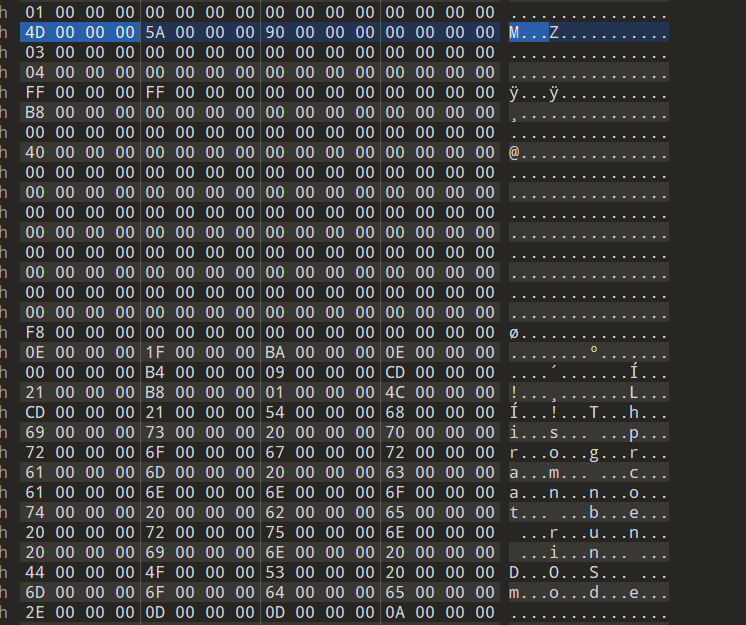 h 01 00 00 00 00 00 00 00 00 00 00 00 00 00 00 00 ................
h 4D 00 00 00 5A 00 00 00 90 00 00 00 00 00 00 00 M...Z...........
h 03 00 00 00 00 00 00 00 00 00 00 00 00 00 00 00 ................
h 04 00 00 00 00 00 00 00 00 00 00 00 00 00 00 00 ................
h FF 00 00 00 FF 00 00 00 00 00 00 00 00 00 00 00 ÿ...ÿ...........
h B8 00 00 00 00 00 00 00 00 00 00 00 00 00 00 00 ¸...............
h 00 00 00 00 00 00 00 00 00 00 00 00 00 00 00 00 ................
h 40 00 00 00 00 00 00 00 00 00 00 00 00 00 00 00 @...............
h 00 00 00 00 00 00 00 00 00 00 00 00 00 00 00 00 ................
h 00 00 00 00 00 00 00 00 00 00 00 00 00 00 00 00 ................
h 00 00 00 00 00 00 00 00 00 00 00 00 00 00 00 00 ................
h 00 00 00 00 00 00 00 00 00 00 00 00 00 00 00 00 ................
h 00 00 00 00 00 00 00 00 00 00 00 00 00 00 00 00 ................
h 00 00 00 00 00 00 00 00 00 00 00 00 00 00 00 00 ................
h 00 00 00 00 00 00 00 00 00 00 00 00 00 00 00 00 ................
h 00 00 00 00 00 00 00 00 00 00 00 00 00 00 00 00 ................
h F8 00 00 00 00 00 00 00 00 00 00 00 00 00 00 00 ø...............
h 0E 00 00 00 1F 00 00 00 BA 00 00 00 0E 00 00 00 ........º.......
h 00 00 00 00 B4 00 00 00 09 00 00 00 CD 00 00 00 ....´.......Í...
h 21 00 00 00 B8 00 00 00 01 00 00 00 4C 00 00 00 !...¸.......L...
h CD 00 00 00 21 00 00 00 54 00 00 00 68 00 00 00 Í...!...T...h...
h 69 00 00 00 73 00 00 00 20 00 00 00 70 00 00 00 i...s... ...p...
h 72 00 00 00 6F 00 00 00 67 00 00 00 72 00 00 00 r...o...g...r...
h 61 00 00 00 6D 00 00 00 20 00 00 00 63 00 00 00 a...m... ...c...
h 61 00 00 00 6E 00 00 00 6E 00 00 00 6F 00 00 00 a...n...n...o...
h 74 00 00 00 20 00 00 00 62 00 00 00 65 00 00 00 t... ...b...e...
h 20 00 00 00 72 00 00 00 75 00 00 00 6E 00 00 00  ...r...u...n...
h 20 00 00 00 69 00 00 00 6E 00 00 00 20 00 00 00  ...i...n... ...
h 44 00 00 00 4F 00 00 00 53 00 00 00 20 00 00 00 D...O...S... ...
h 6D 00 00 00 6F 00 00 00 64 00 00 00 65 00 00 00 m...o...d...e...
h 2E 00 00 00 0D 00 00 00 0D 00 00 00 0A 00 00 00 ................